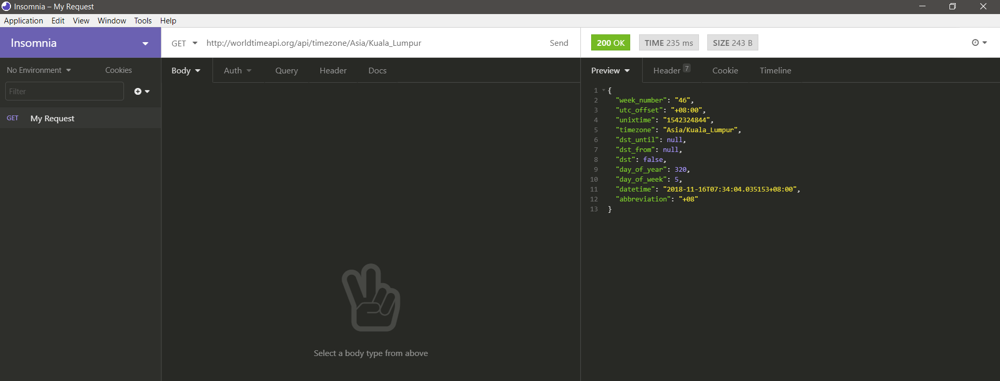 Insomnia – My Request
Application Edit View Window Tools Help
Insomnia
GET http://worldtimeapi.org/api/timezone/Asia/Kuala_Lumpur Send
200 OK TIME 235 ms SIZE 243 B
No Environment Cookies
Body Auth Query Header Docs
Preview Header 7 Cookie Timeline
Filter
GET My Request
1 {
2 "week_number": "46",
3 "utc_offset": "+08:00",
4 "unixtime": "1542324844",
5 "timezone": "Asia/Kuala_Lumpur",
6 "dst_until": null,
7 "dst_from": null,
8 "dst": false,
9 "day_of_year": 320,
10 "day_of_week": 5,
11 "datetime": "2018-11-16T07:34:04.035153+08:00",
12 "abbreviation": "+08"
13 }
Select a body type from above